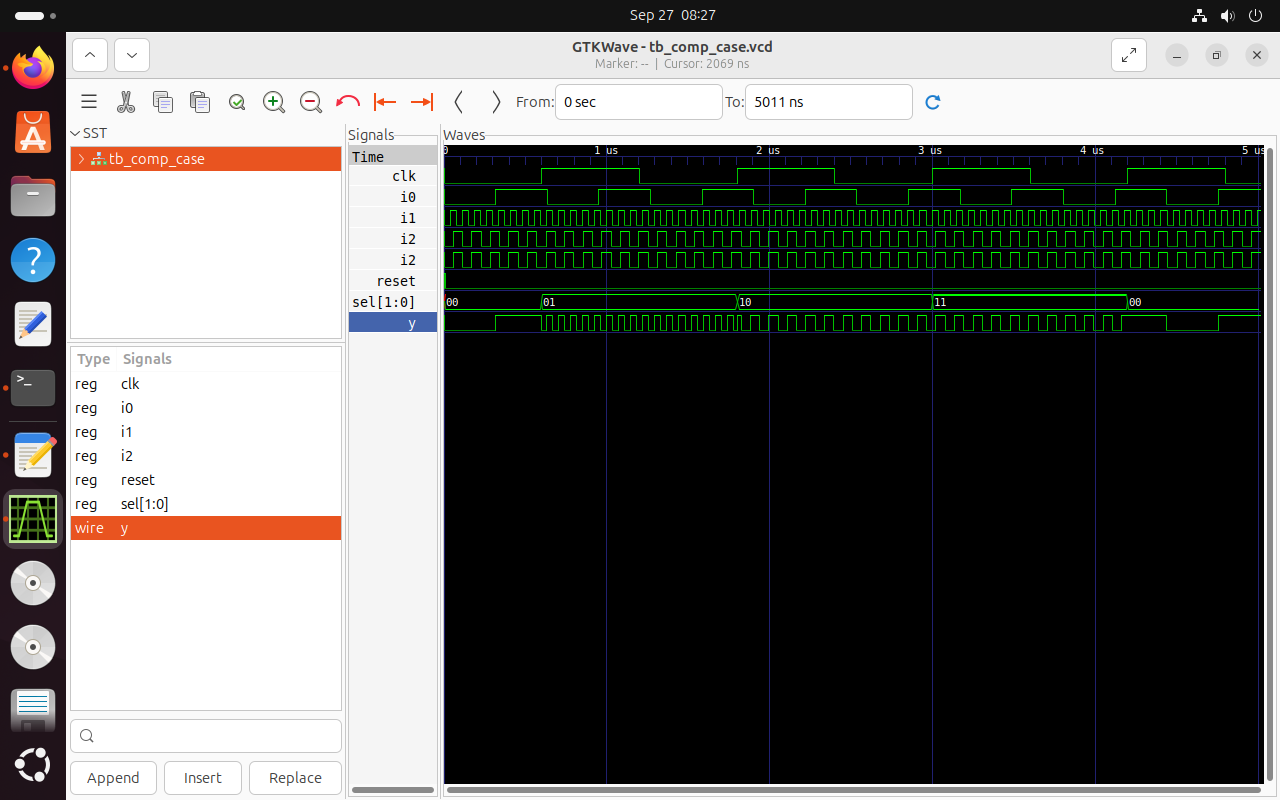 Sep 27 08:27
GTKWave - tb_comp_case.vcd
Marker: -- | Cursor: 2069 ns
From: 0 sec To: 5011 ns
SST
tb_comp_case
Type Signals
reg clk
reg i0
reg i1
reg i2
reg reset
reg sel[1:0]
wire y
Append Insert Replace
Signals
Time
clk
i0
i1
i2
i2
reset
sel[1:0]
y
Waves
0 1 us 2 us 3 us 4 us 5 us
00 01 10 11 00